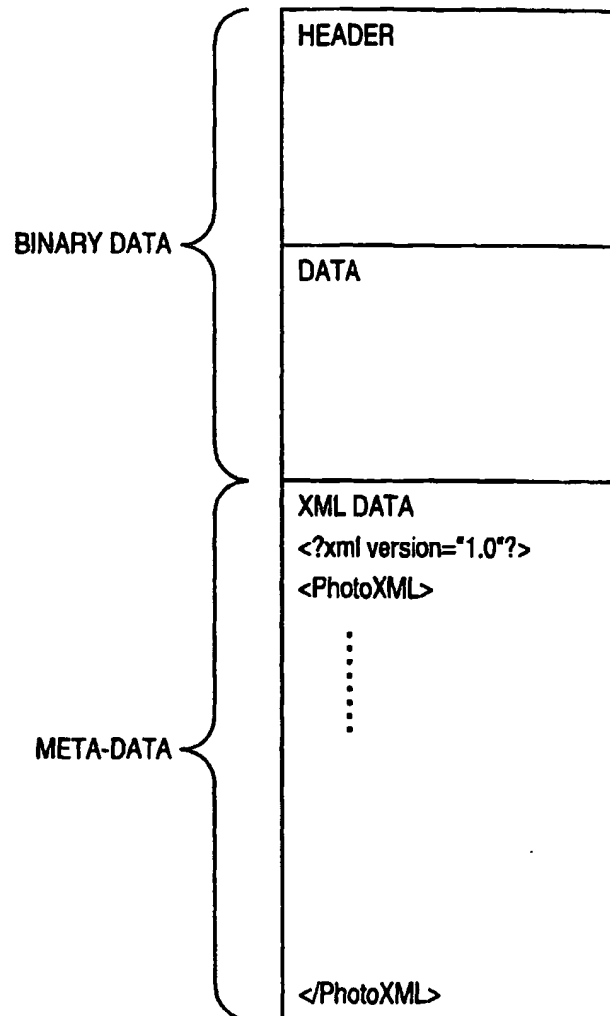 HEADER
BINARY DATA
DATA
XML DATA
<?xml version="1.0"?>
<PhotoXML>
META-DATA
</PhotoXML>